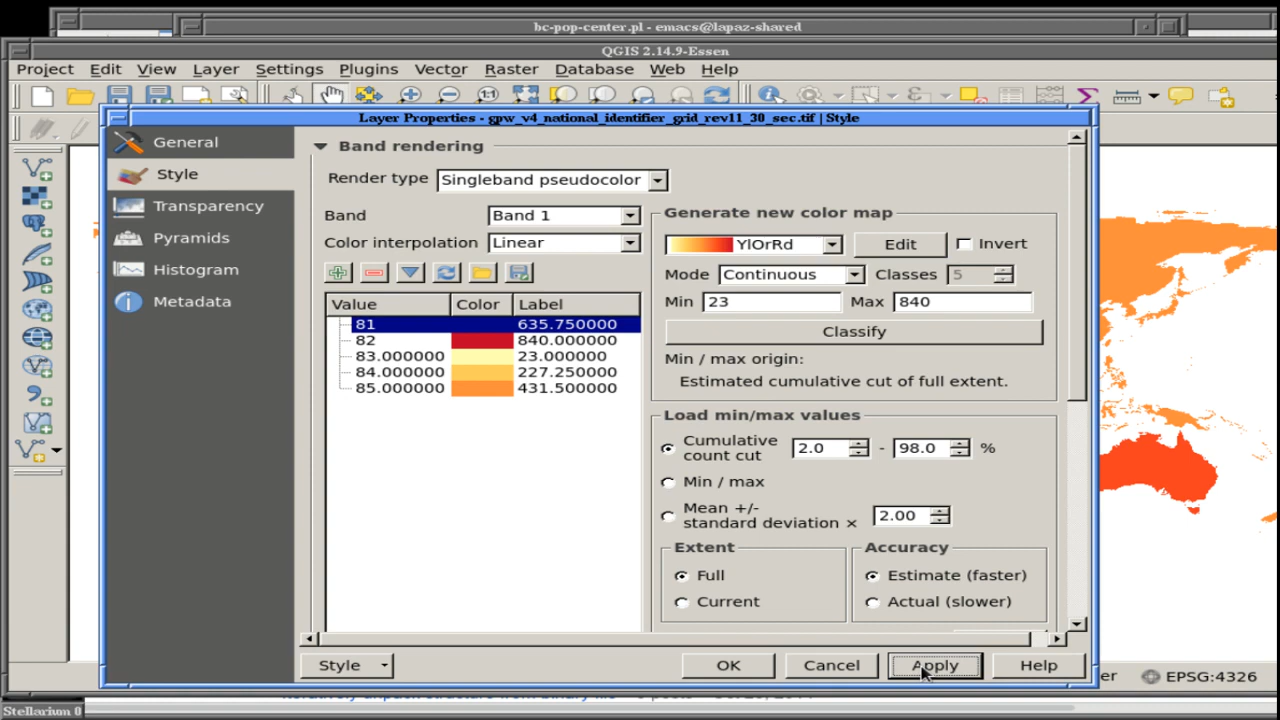 bc-pop-center.pl - emacs@lapaz-shared
QGIS 2.14.9-Essen
Project Edit View Layer Settings Plugins Vector Raster Database Web Help
Layer Properties - gpw_v4_national_identifier_grid_rev11_30_sec.tif | Style
General
Style
Transparency
Pyramids
Histogram
Metadata
Band rendering
Render type Singleband pseudocolor
Band Band 1
Color interpolation Linear
Value Color Label
81 635.750000
82 840.000000
83.000000 23.000000
84.000000 227.250000
85.000000 431.500000
Generate new color map
YlOrRd Edit Invert
Mode Continuous Classes 5
Min 23 Max 840
Classify
Min / max origin:
Estimated cumulative cut of full extent.
Load min/max values
Cumulative
count cut 2.0 - 98.0 %
Min / max
Mean +/-
standard deviation × 2.00
Extent
Full
Current
Accuracy
Estimate (faster)
Actual (slower)
Style OK Cancel Apply Help
er EPSG:4326
Stellarium 0